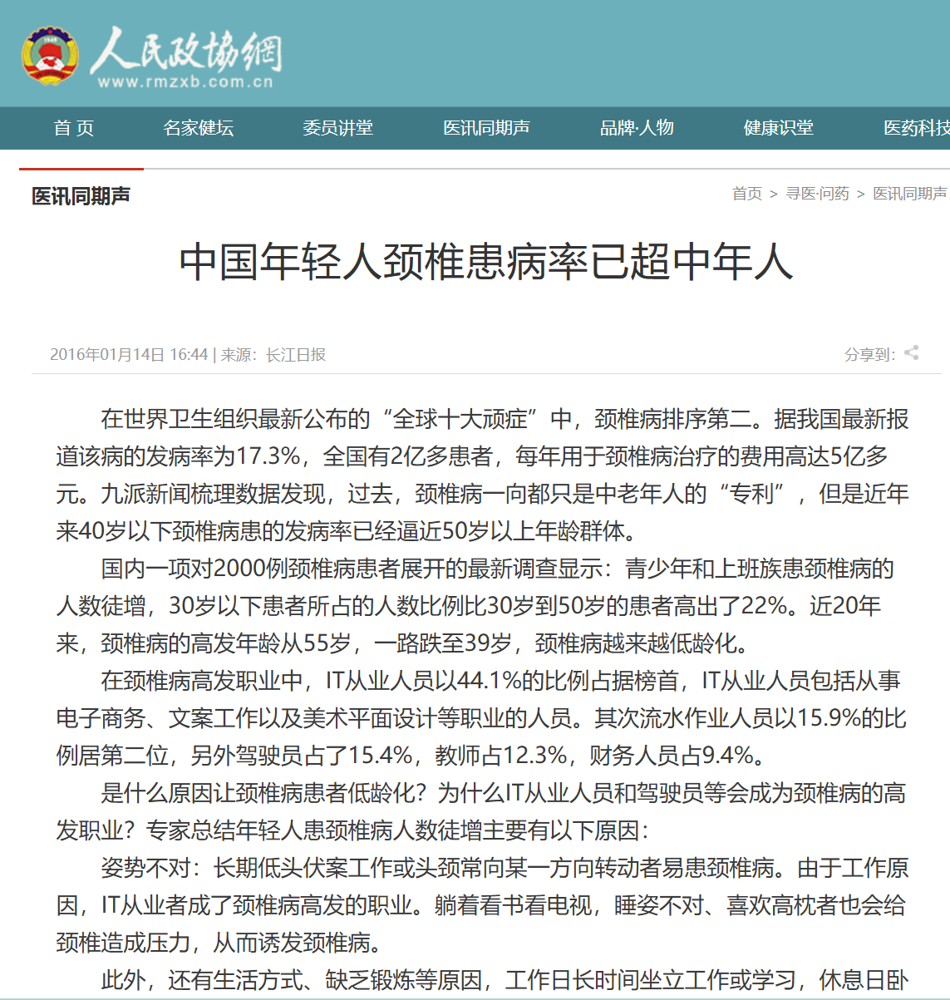 人民政协網
www.rmzxb.com.cn
首 页 名家健坛 委员讲堂 医讯同期声 品牌·人物 健康识堂 医药科技
医讯同期声
首页 > 寻医·问药 > 医讯同期声
中国年轻人颈椎患病率已超中年人
2016年01月14日 16:44 | 来源：长江日报
分享到：
在世界卫生组织最新公布的“全球十大顽症”中，颈椎病排序第二。据我国最新报
道该病的发病率为17.3%，全国有2亿多患者，每年用于颈椎病治疗的费用高达5亿多
元。九派新闻梳理数据发现，过去，颈椎病一向都只是中老年人的“专利”，但是近年
来40岁以下颈椎病患的发病率已经逼近50岁以上年龄群体。
国内一项对2000例颈椎病患者展开的最新调查显示：青少年和上班族患颈椎病的
人数徒增，30岁以下患者所占的人数比例比30岁到50岁的患者高出了22%。近20年
来，颈椎病的高发年龄从55岁，一路跌至39岁，颈椎病越来越低龄化。
在颈椎病高发职业中，IT从业人员以44.1%的比例占据榜首，IT从业人员包括从事
电子商务、文案工作以及美术平面设计等职业的人员。其次流水作业人员以15.9%的比
例居第二位，另外驾驶员占了15.4%，教师占12.3%，财务人员占9.4%。
是什么原因让颈椎病患者低龄化？为什么IT从业人员和驾驶员等会成为颈椎病的高
发职业？专家总结年轻人患颈椎病人数徒增主要有以下原因：
姿势不对：长期低头伏案工作或头颈常向某一方向转动者易患颈椎病。由于工作原
因，IT从业者成了颈椎病高发的职业。躺着看书看电视，睡姿不对、喜欢高枕者也会给
颈椎造成压力，从而诱发颈椎病。
此外，还有生活方式、缺乏锻炼等原因，工作日长时间坐立工作或学习，休息日卧